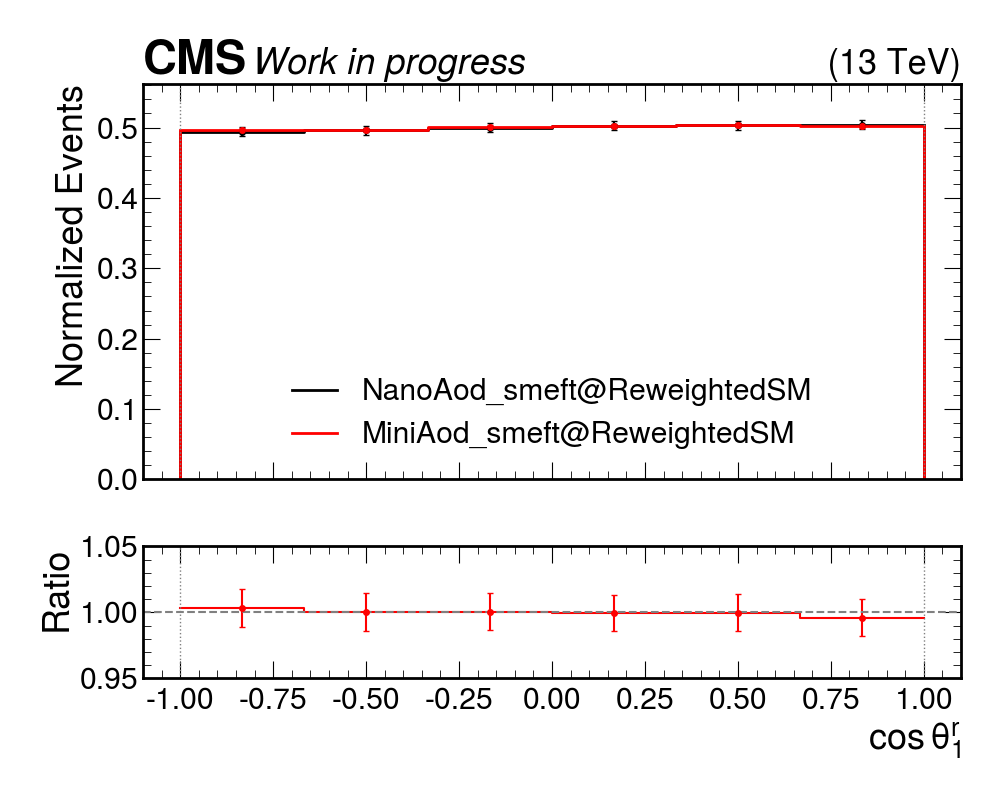 CMS Work in progress (13 TeV)
Normalized Events
0.5
0.4
0.3
0.2
0.1
0.0
NanoAod_smeft@ReweightedSM
MiniAod_smeft@ReweightedSM
Ratio
1.05
1.00
0.95
-1.00 -0.75 -0.50 -0.25 0.00 0.25 0.50 0.75 1.00
cos θ₁ʳ